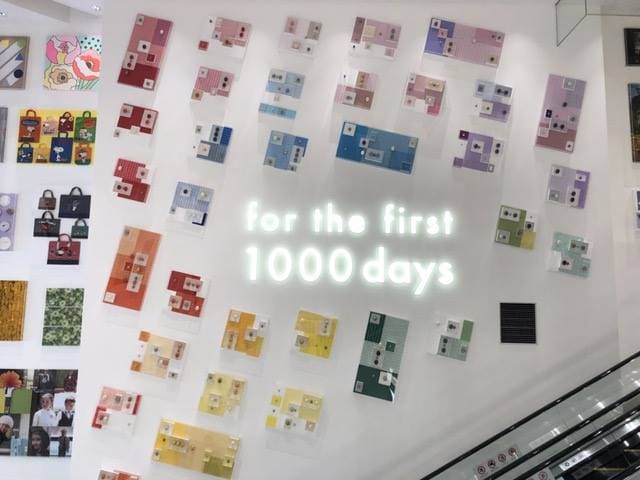 for the first
1000 days